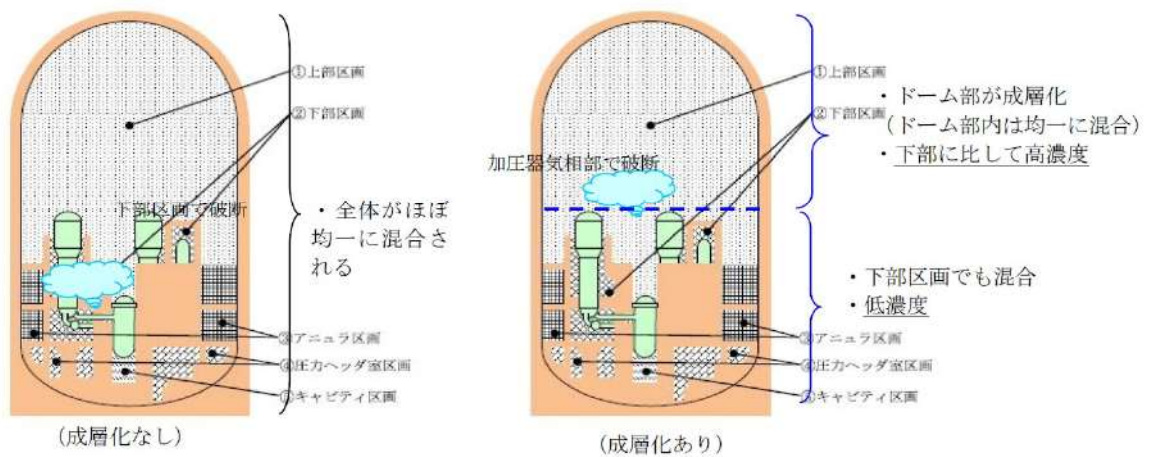 ①上部区画
②下部区画
下部区画で破断
・全体がほぼ
均一に混合さ
れる
③アニュラ区画
④圧力ヘッダ室区画
⑤キャビティ区画
(成層化なし)
①上部区画
②下部区画
加圧器気相部で破断
・ドーム部が成層化
(ドーム部内は均一に混合)
・下部に比して高濃度
・下部区画でも混合
・低濃度
③アニュラ区画
④圧力ヘッダ室区画
⑤キャビティ区画
(成層化あり)